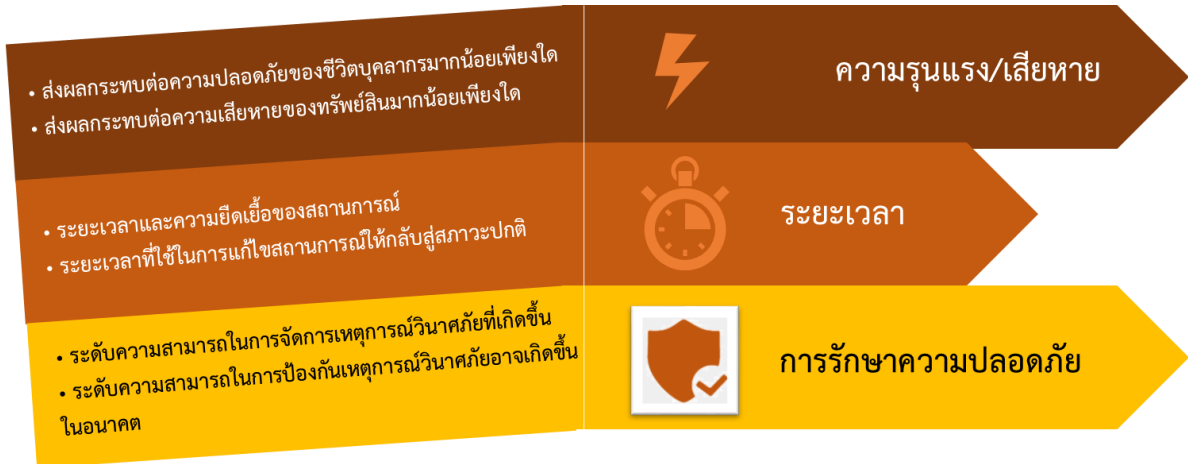 • ส่งผลกระทบต่อความปลอดภัยของชีวิตบุคลากรมากน้อยเพียงใด
• ส่งผลกระทบต่อความเสียหายของทรัพย์สินมากน้อยเพียงใด
ความรุนแรง/เสียหาย
• ระยะเวลาและความยืดเยื้อของสถานการณ์
• ระยะเวลาที่ใช้ในการแก้ไขสถานการณ์ให้กลับสู่สภาวะปกติ
ระยะเวลา
• ระดับความสามารถในการจัดการเหตุการณ์วินาศภัยที่เกิดขึ้น
• ระดับความสามารถในการป้องกันเหตุการณ์วินาศภัยอาจเกิดขึ้น
ในอนาคต
การรักษาความปลอดภัย